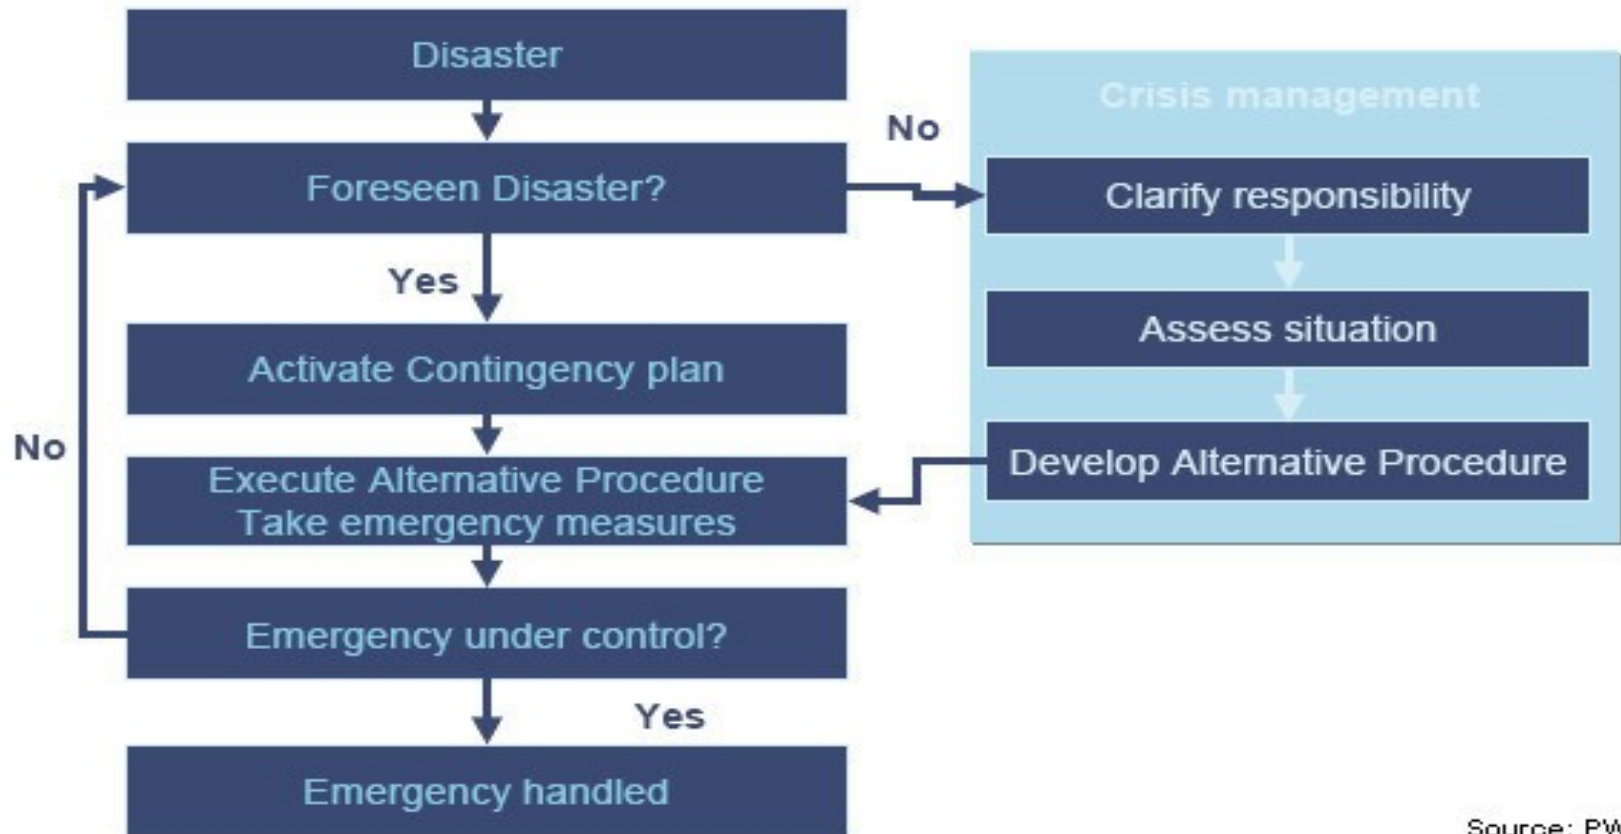 Disaster
No
Crisis management
Foreseen Disaster?
Clarify responsibility
Yes
Assess situation
Activate Contingency plan
No
Develop Alternative Procedure
Execute Alternative Procedure
Take emergency measures
Emergency under control?
Yes
Emergency handled
Source: